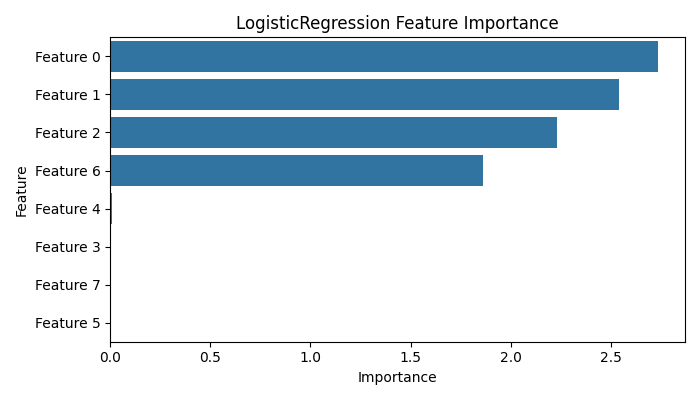 LogisticRegression Feature Importance
Feature
Feature 0
Feature 1
Feature 2
Feature 6
Feature 4
Feature 3
Feature 7
Feature 5
0.0 0.5 1.0 1.5 2.0 2.5
Importance